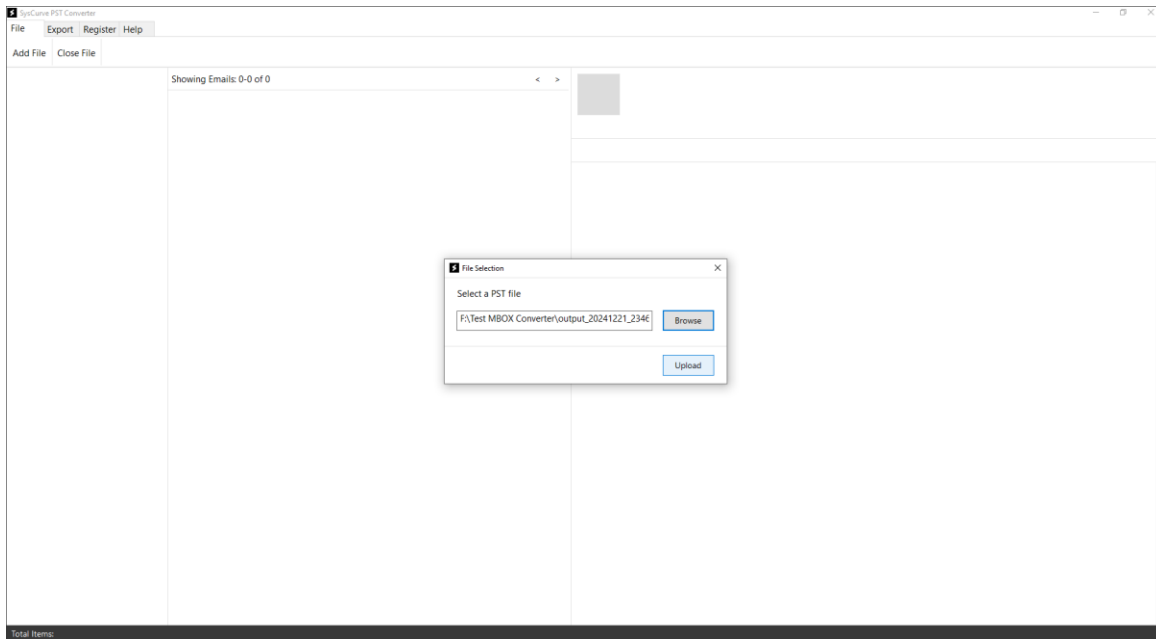 SysCurve PST Converter
File Export Register Help
Add File Close File
Showing Emails: 0-0 of 0 < >
File Selection
Select a PST file
F:\Test MBOX Converter\output_20241221_2346 Browse
Upload
Total Items: